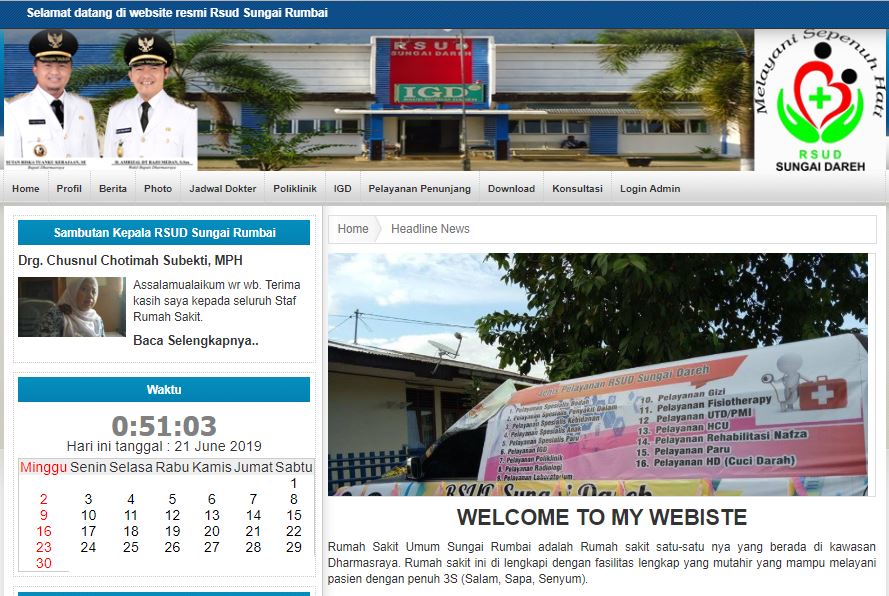 Selamat datang di website resmi Rsud Sungai Rumbai
RSUD
SUNGAI DAREH
IGD
RSUD SUNGAI DAREH
SUTAN RISKA TUANKU KERAJAAN, SE
Bupati Dharmasraya
Wakil Bupati Dharmasraya
Melayani Sepenuh Hati
RSUD
SUNGAI DAREH
Home
Profil
Berita
Photo
Jadwal Dokter
Poliklinik
IGD
Pelayanan Penunjang
Download
Konsultasi
Login Admin
Sambutan Kepala RSUD Sungai Rumbai
Drg. Chusnul Chotimah Subekti, MPH
Assalamualaikum wr wb. Terima
kasih saya kepada seluruh Staf
Rumah Sakit.
Baca Selengkapnya..
Waktu
0:51:03
Hari ini tanggal : 21 June 2019
Minggu Senin Selasa Rabu Kamis Jumat Sabtu
1
2 3 4 5 6 7 8
9 10 11 12 13 14 15
16 17 18 19 20 21 22
23 24 25 26 27 28 29
30
Home
Headline News
Jenis Pelayanan RSUD Sungai Dareh
1. Pelayanan Spesialis Bedah
2. Pelayanan Spesialis Penyakit Dalam
3. Pelayanan Spesialis Kebidanan
4. Pelayanan Spesialis Anak
5. Pelayanan Spesialis Paru
6. Pelayanan IGD
7. Pelayanan Poliklinik
8. Pelayanan Radiologi
9. Pelayanan Laboratorium
10. Pelayanan Gizi
11. Pelayanan Fisiotherapy
12. Pelayanan UTD/PMI
13. Pelayanan HCU
14. Pelayanan Rehabilitasi Nafza
15. Pelayanan Paru
16. Pelayanan HD (Cuci Darah)
RSUD Sungai Dareh
WELCOME TO MY WEBISTE
Rumah Sakit Umum Sungai Rumbai adalah Rumah sakit satu-satu nya yang berada di kawasan
Dharmasraya. Rumah sakit ini di lengkapi dengan fasilitas lengkap yang mutahir yang mampu melayani
pasien dengan penuh 3S (Salam, Sapa, Senyum).